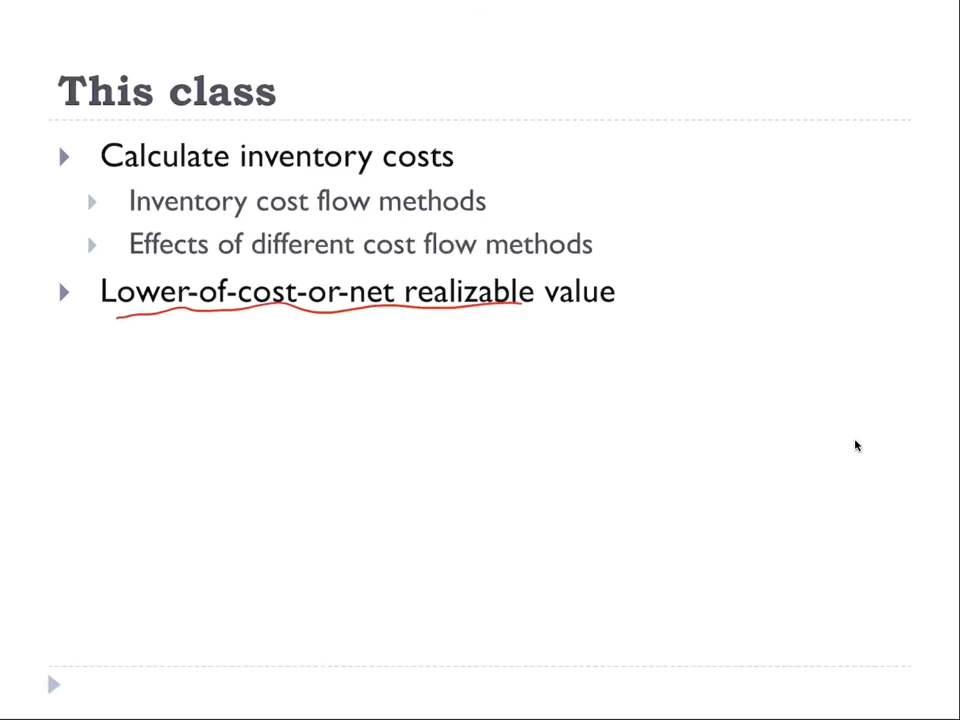 This class
Calculate inventory costs
Inventory cost flow methods
Effects of different cost flow methods
Lower-of-cost-or-net realizable value